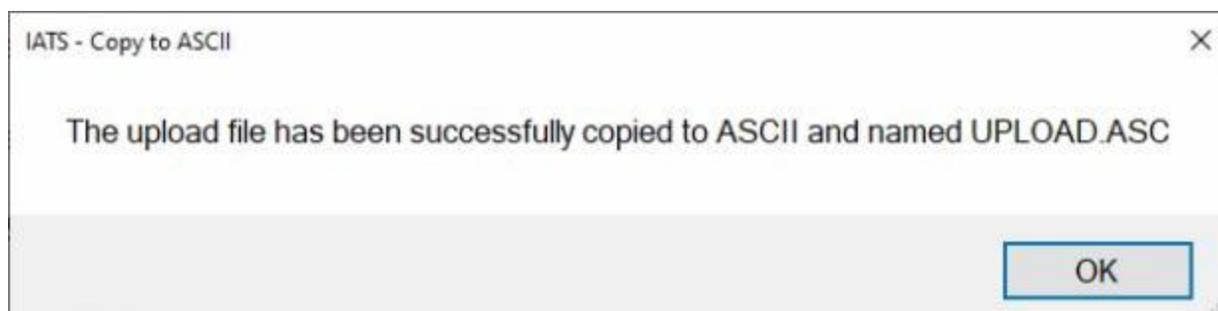 IATS - Copy to ASCII
The upload file has been successfully copied to ASCII and named UPLOAD.ASC
OK